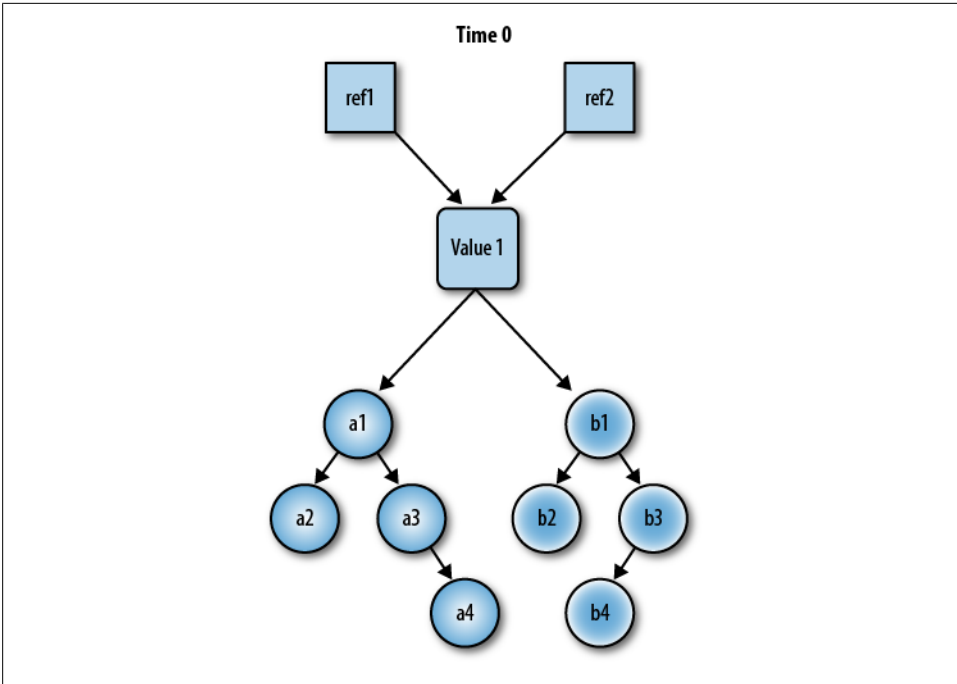 Time 0
ref1 ref2
Value 1
a1 b1
a2 a3 b2 b3
a4 b4